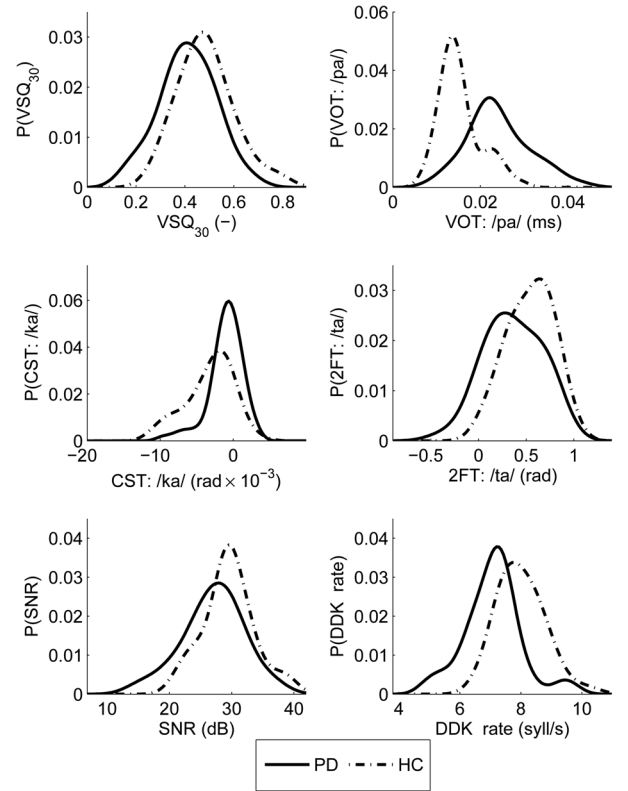 P(VSQ30)
0.03
0.02
0.01
0
0 0.2 0.4 0.6 0.8
VSQ30 (−)
P(VOT: /pa/)
0.06
0.04
0.02
0
0 0.02 0.04
VOT: /pa/ (ms)
P(CST: /ka/)
0.06
0.04
0.02
0
−20 −10 0
CST: /ka/ (rad × 10−3)
P(2FT: /ta/)
0.03
0.02
0.01
0
−0.5 0 0.5 1
2FT: /ta/ (rad)
P(SNR)
0.04
0.03
0.02
0.01
0
10 20 30 40
SNR (dB)
P(DDK rate)
0.04
0.03
0.02
0.01
0
4 6 8 10
DDK rate (syll/s)
PD HC